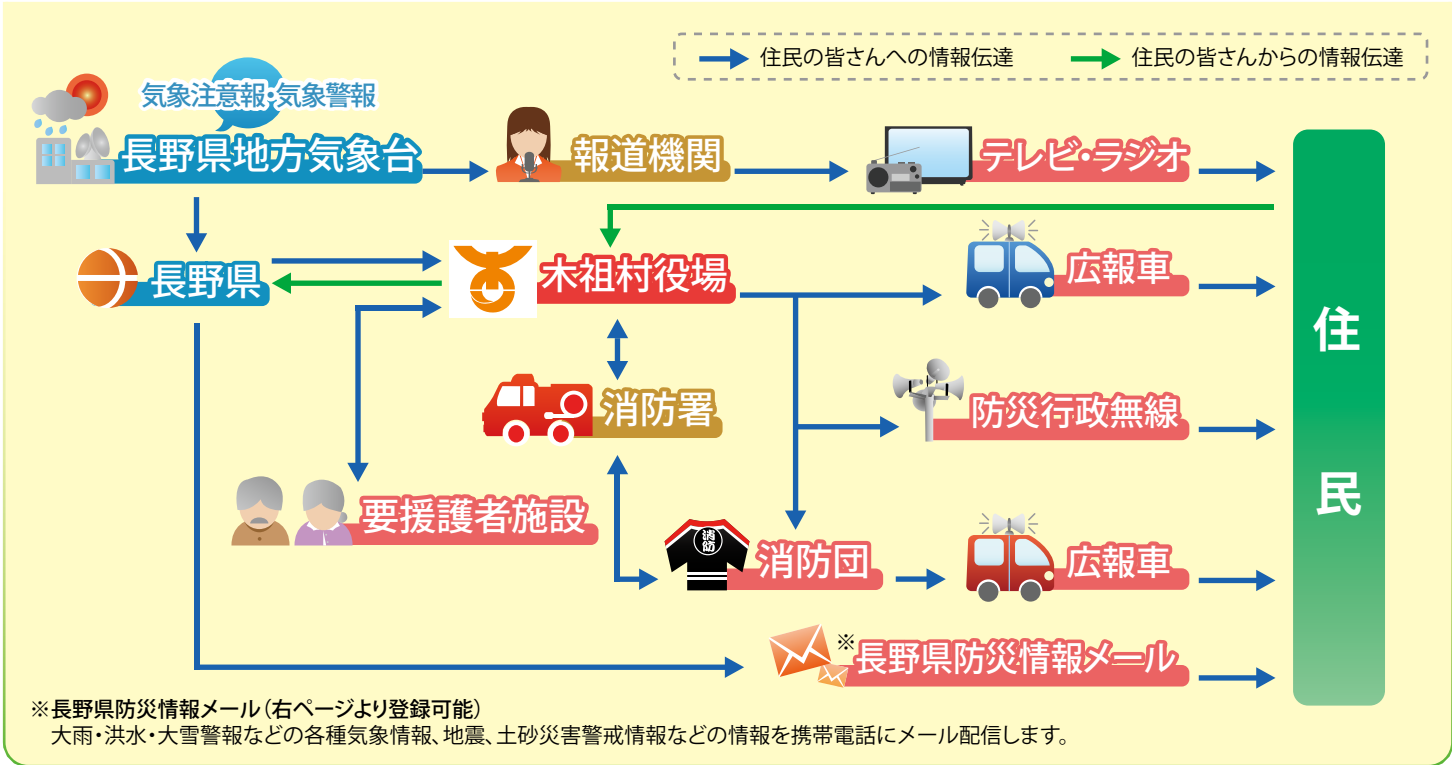 住民の皆さんへの情報伝達
住民の皆さんからの情報伝達
気象注意報・気象警報
長野県地方気象台
報道機関
テレビ・ラジオ
長野県
木祖村役場
広報車
消防署
防災行政無線
要援護者施設
消防
消防団
広報車
住民
※長野県防災情報メール
※長野県防災情報メール（右ページより登録可能）
大雨・洪水・大雪警報などの各種気象情報、地震、土砂災害警戒情報などの情報を携帯電話にメール配信します。